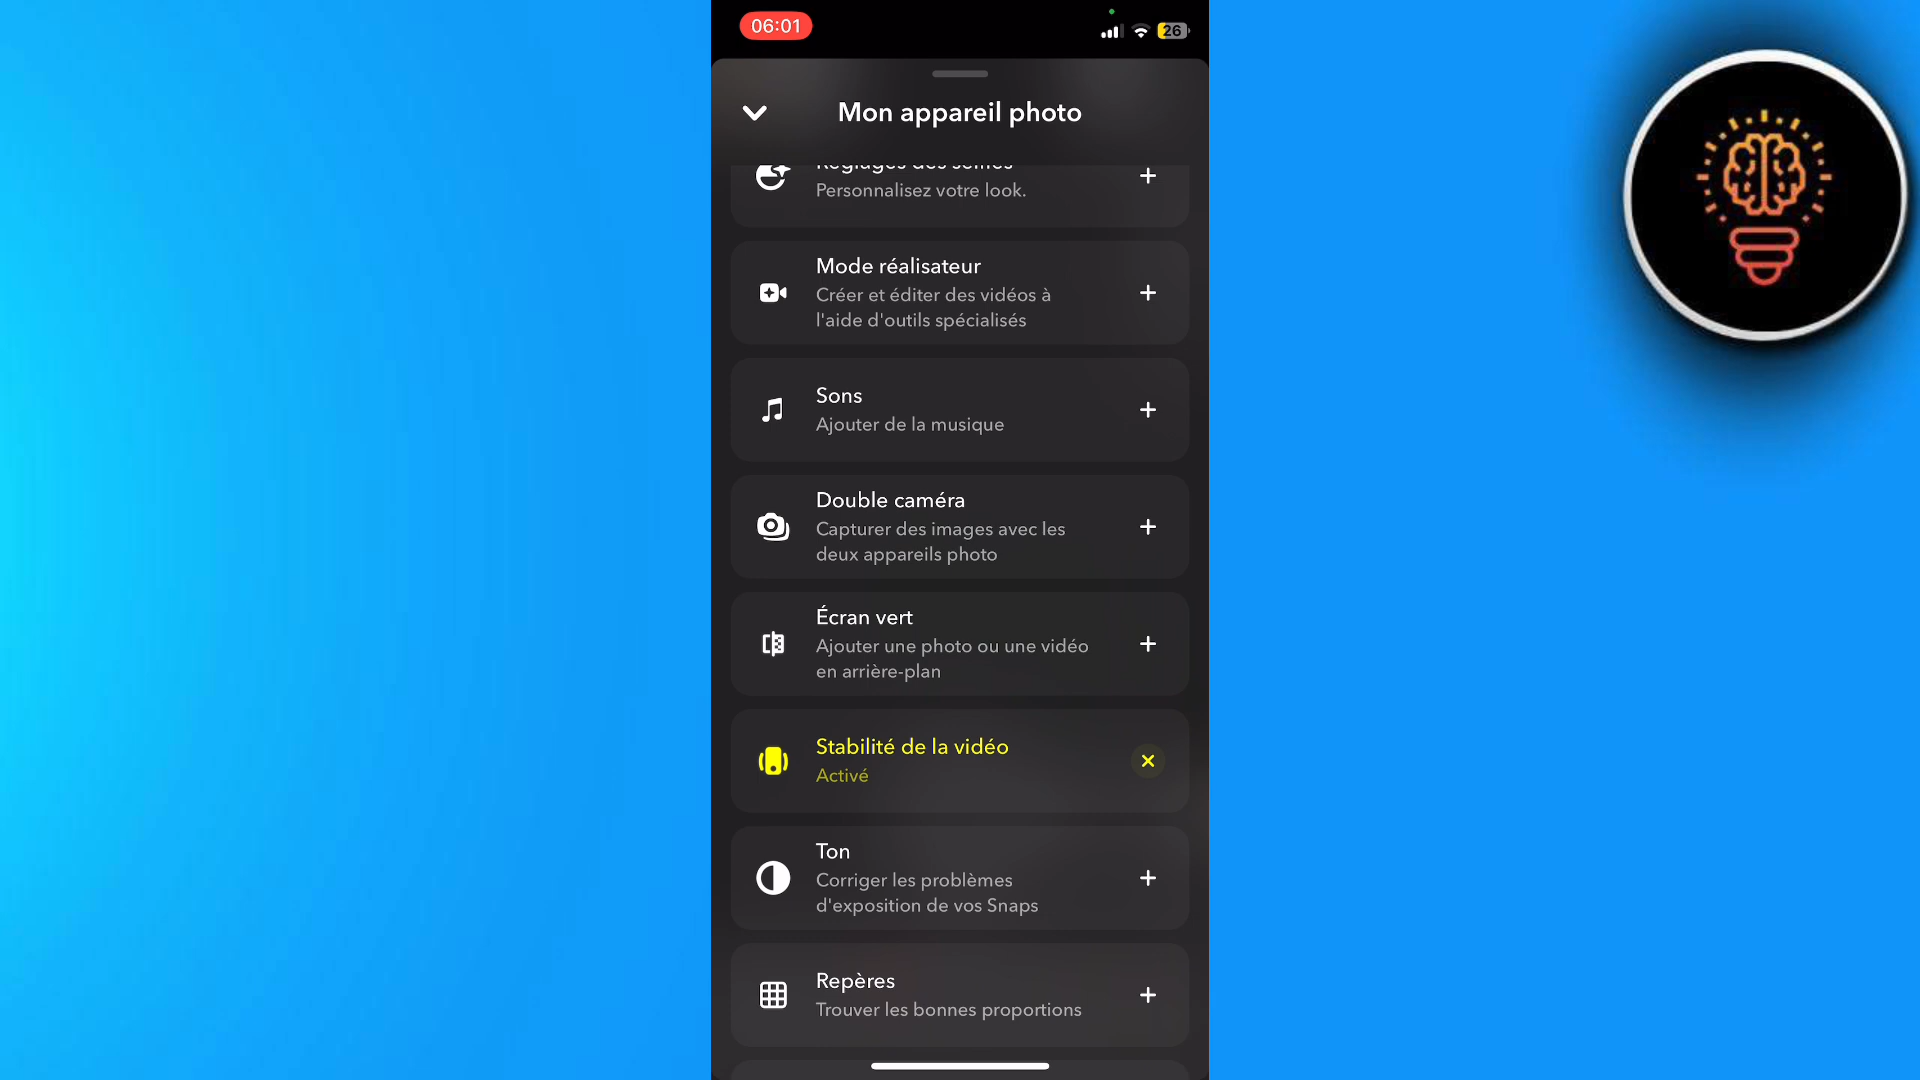 06:01
26
Mon appareil photo
Réglages des selfies
Personnalisez votre look.
Mode réalisateur
Créer et éditer des vidéos à
l'aide d'outils spécialisés
Sons
Ajouter de la musique
Double caméra
Capturer des images avec les
deux appareils photo
Écran vert
Ajouter une photo ou une vidéo
en arrière-plan
Stabilité de la vidéo
Activé
Ton
Corriger les problèmes
d'exposition de vos Snaps
Repères
Trouver les bonnes proportions